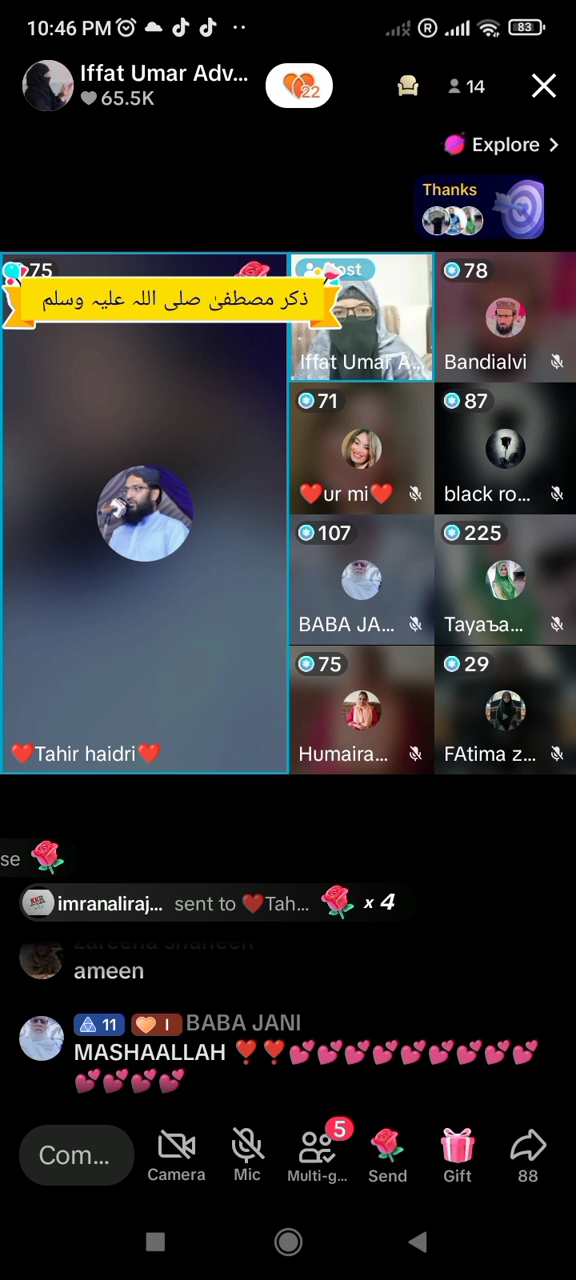 10:46 PM
83
Iffat Umar Adv...
65.5K
22
14
Explore
Thanks
75
ذکر مصطفیٰ صلی اللہ علیہ وسلم
Iffat Umar A...
78
Bandialvi
71
ur mi
87
black ro...
107
BABA JA...
225
Tayaьa...
75
Humaira...
29
FAtima z...
Tahir haidri
se
imranaliraj... sent to Tah... x 4
zareena shaheen
ameen
11 I BABA JANI
MASHAALLAH
Com...
Camera
Mic
5
Multi-g...
Send
Gift
88